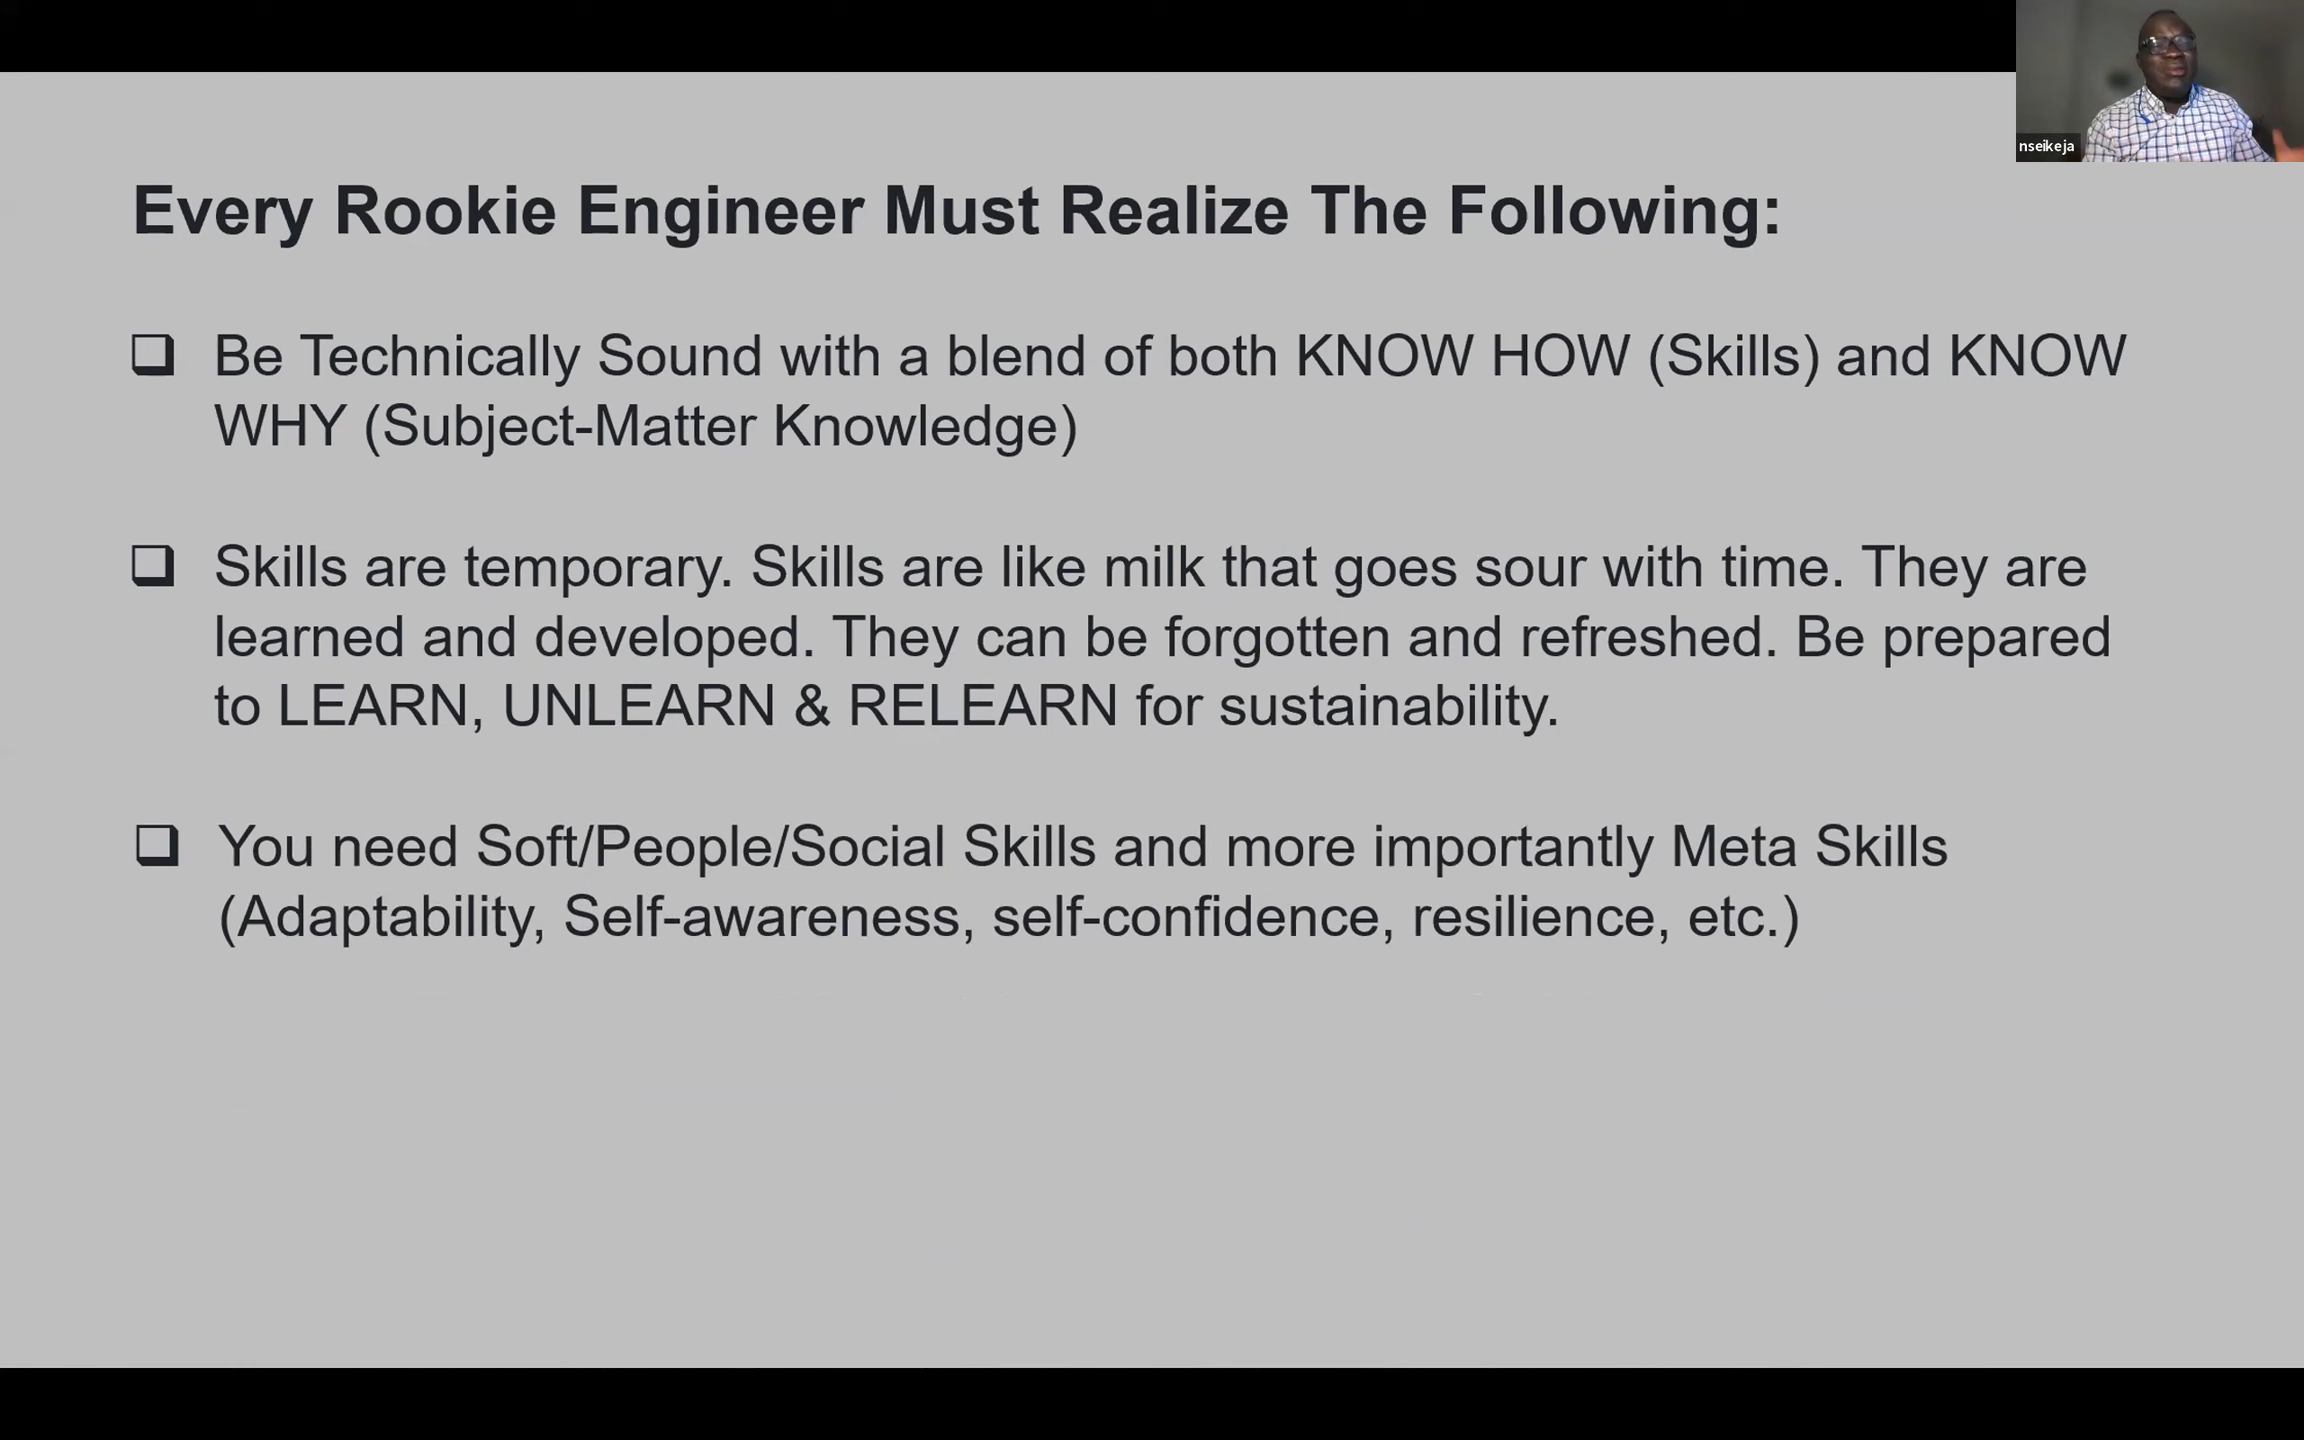 nseikeja
Every Rookie Engineer Must Realize The Following:
Be Technically Sound with a blend of both KNOW HOW (Skills) and KNOW
WHY (Subject-Matter Knowledge)
Skills are temporary. Skills are like milk that goes sour with time. They are
learned and developed. They can be forgotten and refreshed. Be prepared
to LEARN, UNLEARN & RELEARN for sustainability.
You need Soft/People/Social Skills and more importantly Meta Skills
(Adaptability, Self-awareness, self-confidence, resilience, etc.)